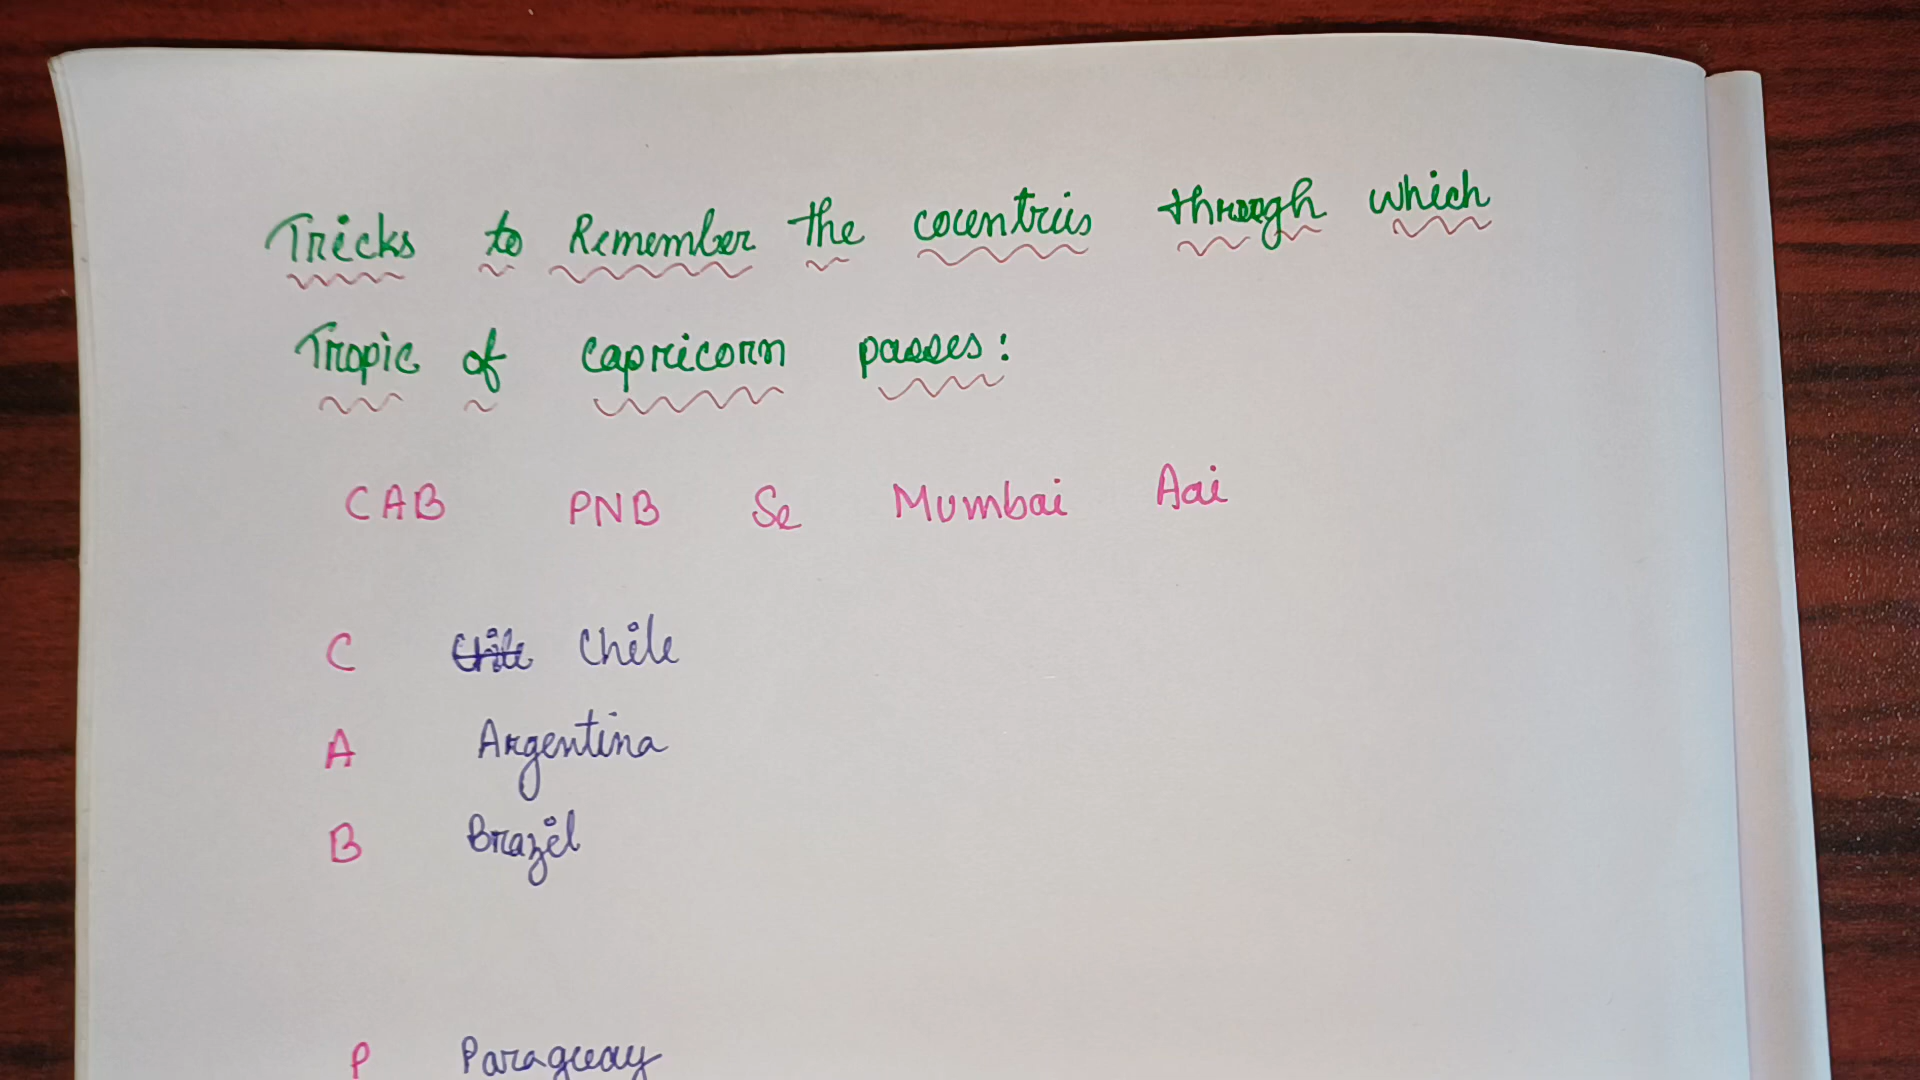 Tricks to Remember the countries through which
Tropic of Capricorn passes:
CAB PNB Se Mumbai Aai
C Chile Chile
A Argentina
B Brazil
P Paraguay